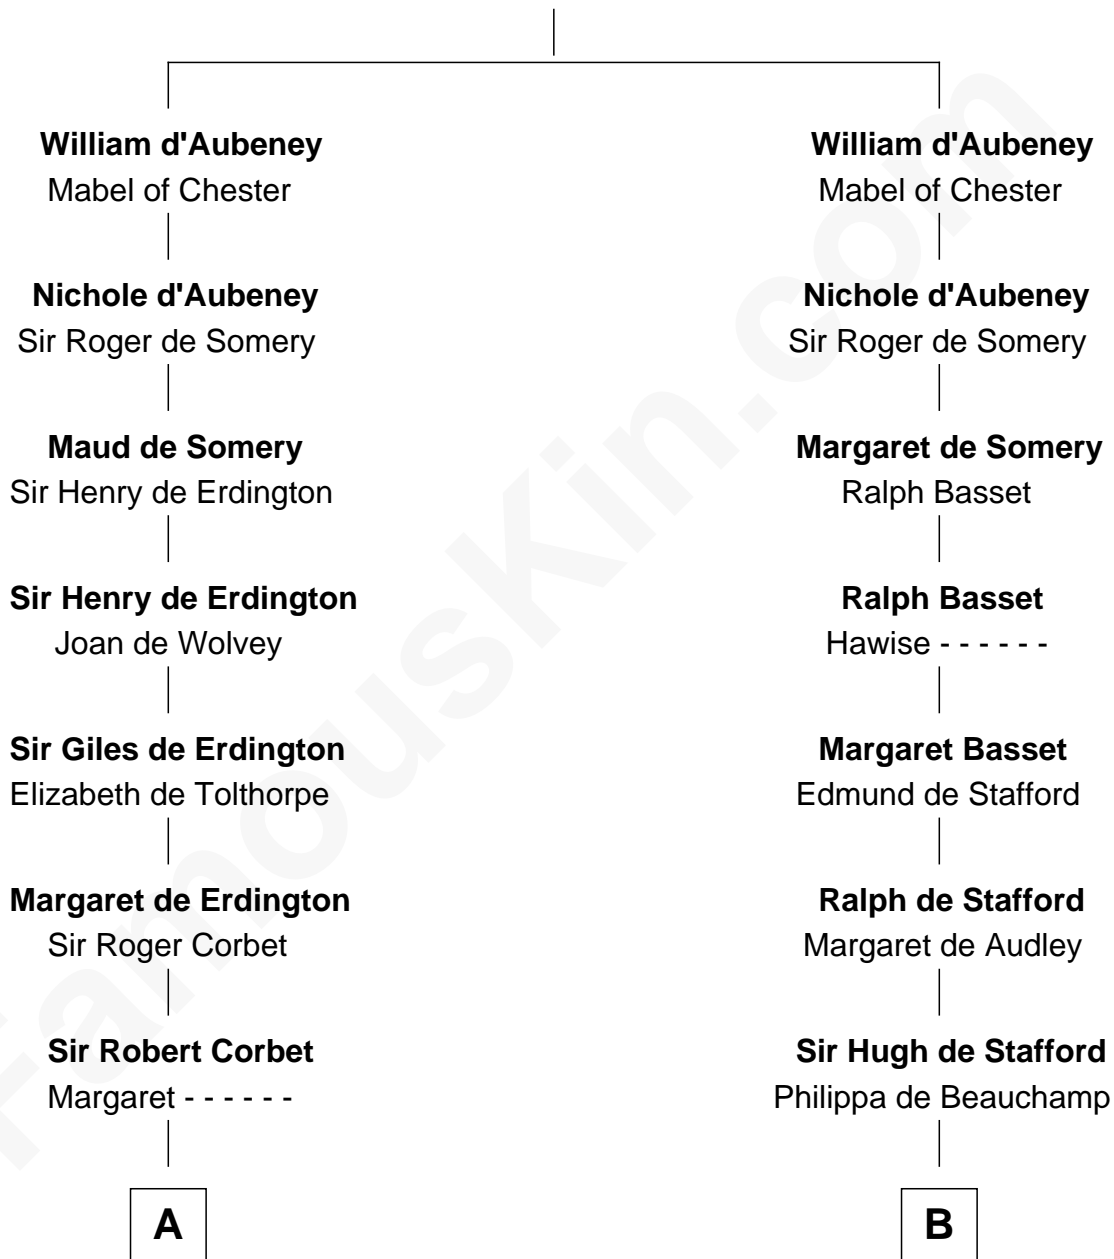 William d'Aubeney
Mabel of Chester
Nichole d'Aubeney
Sir Roger de Somery
Maud de Somery
Sir Henry de Erdington
Sir Henry de Erdington
Joan de Wolvey
Sir Giles de Erdington
Elizabeth de Tolthorpe
Margaret de Erdington
Sir Roger Corbet
Sir Robert Corbet
Margaret - - - - - -
A
William d'Aubeney
Mabel of Chester
Nichole d'Aubeney
Sir Roger de Somery
Margaret de Somery
Ralph Basset
Ralph Basset
Hawise - - - - - -
Margaret Basset
Edmund de Stafford
Ralph de Stafford
Margaret de Audley
Sir Hugh de Stafford
Philippa de Beauchamp
B
FamousKin.com